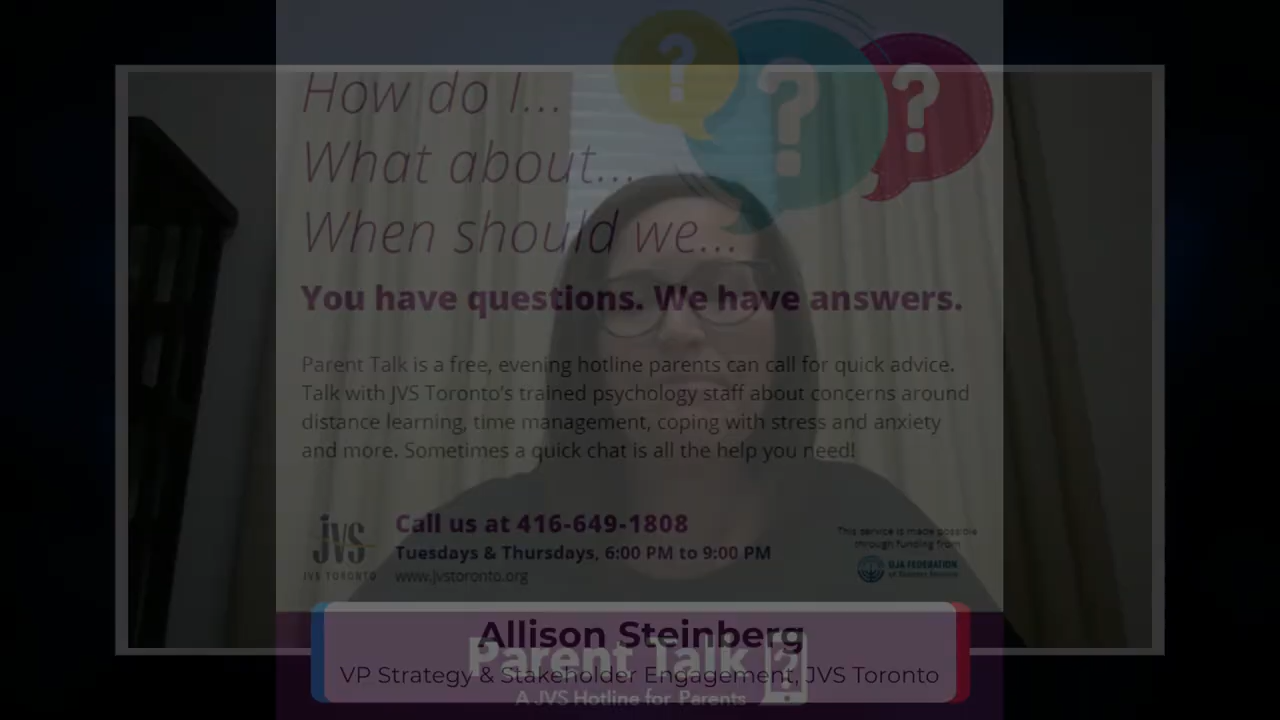 ? ? ?
How do I...
What about...
When should we...
You have questions. We have answers.
Parent Talk is a free, evening hotline parents can call for quick advice.
Talk with JVS Toronto's trained psychology staff about concerns around
distance learning, time management, coping with stress and anxiety
and more. Sometimes a quick chat is all the help you need!
jvs
JVS TORONTO
Call us at 416-649-1808
Tuesdays & Thursdays, 6:00 PM to 9:00 PM
www.jvstoronto.org
This service is made possible
through funding from
UJA FEDERATION
Allison Steinberg
VP Strategy & Stakeholder Engagement, JVS Toronto
Parent Talk ?
A JVS Hotline for Parents